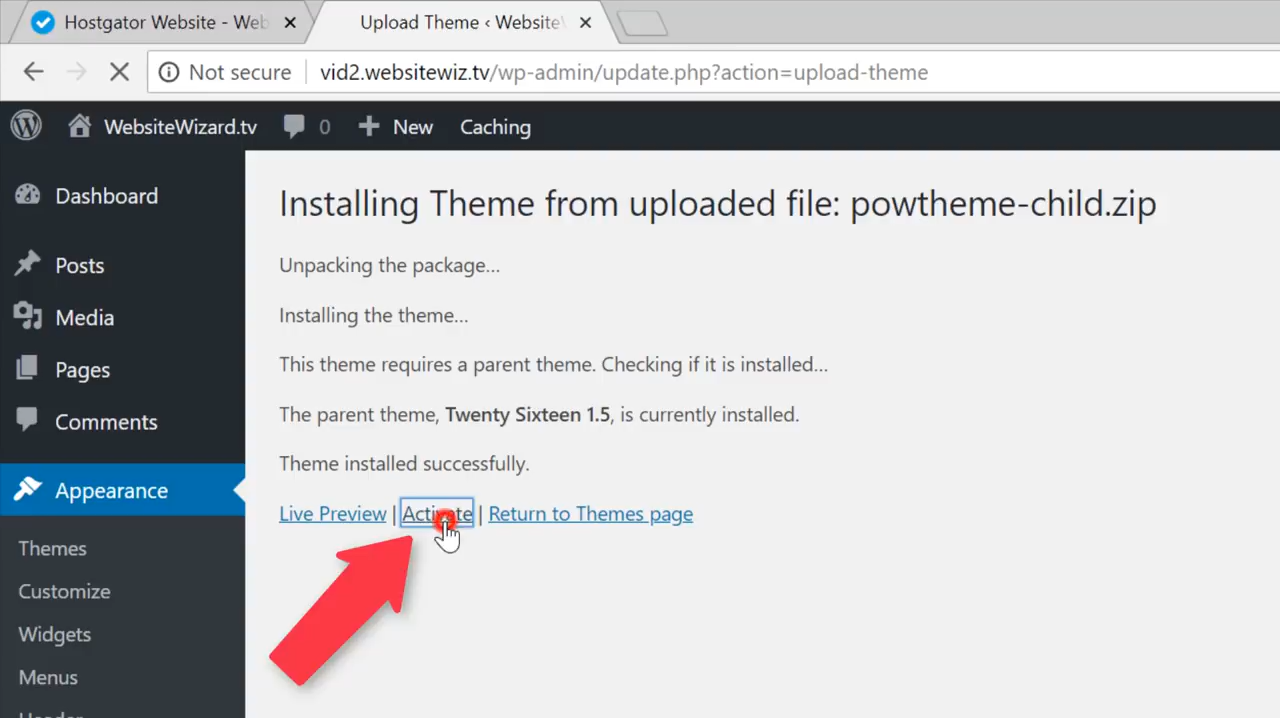 Hostgator Website - Web
Upload Theme ‹ Website
Not secure
vid2.websitewiz.tv/wp-admin/update.php?action=upload-theme
WebsiteWizard.tv 0 New Caching
Dashboard
Installing Theme from uploaded file: powtheme-child.zip
Posts
Unpacking the package...
Media
Installing the theme...
Pages
This theme requires a parent theme. Checking if it is installed...
Comments
The parent theme, Twenty Sixteen 1.5, is currently installed.
Theme installed successfully.
Appearance
Live Preview | Activate | Return to Themes page
Themes
Customize
Widgets
Menus
Header